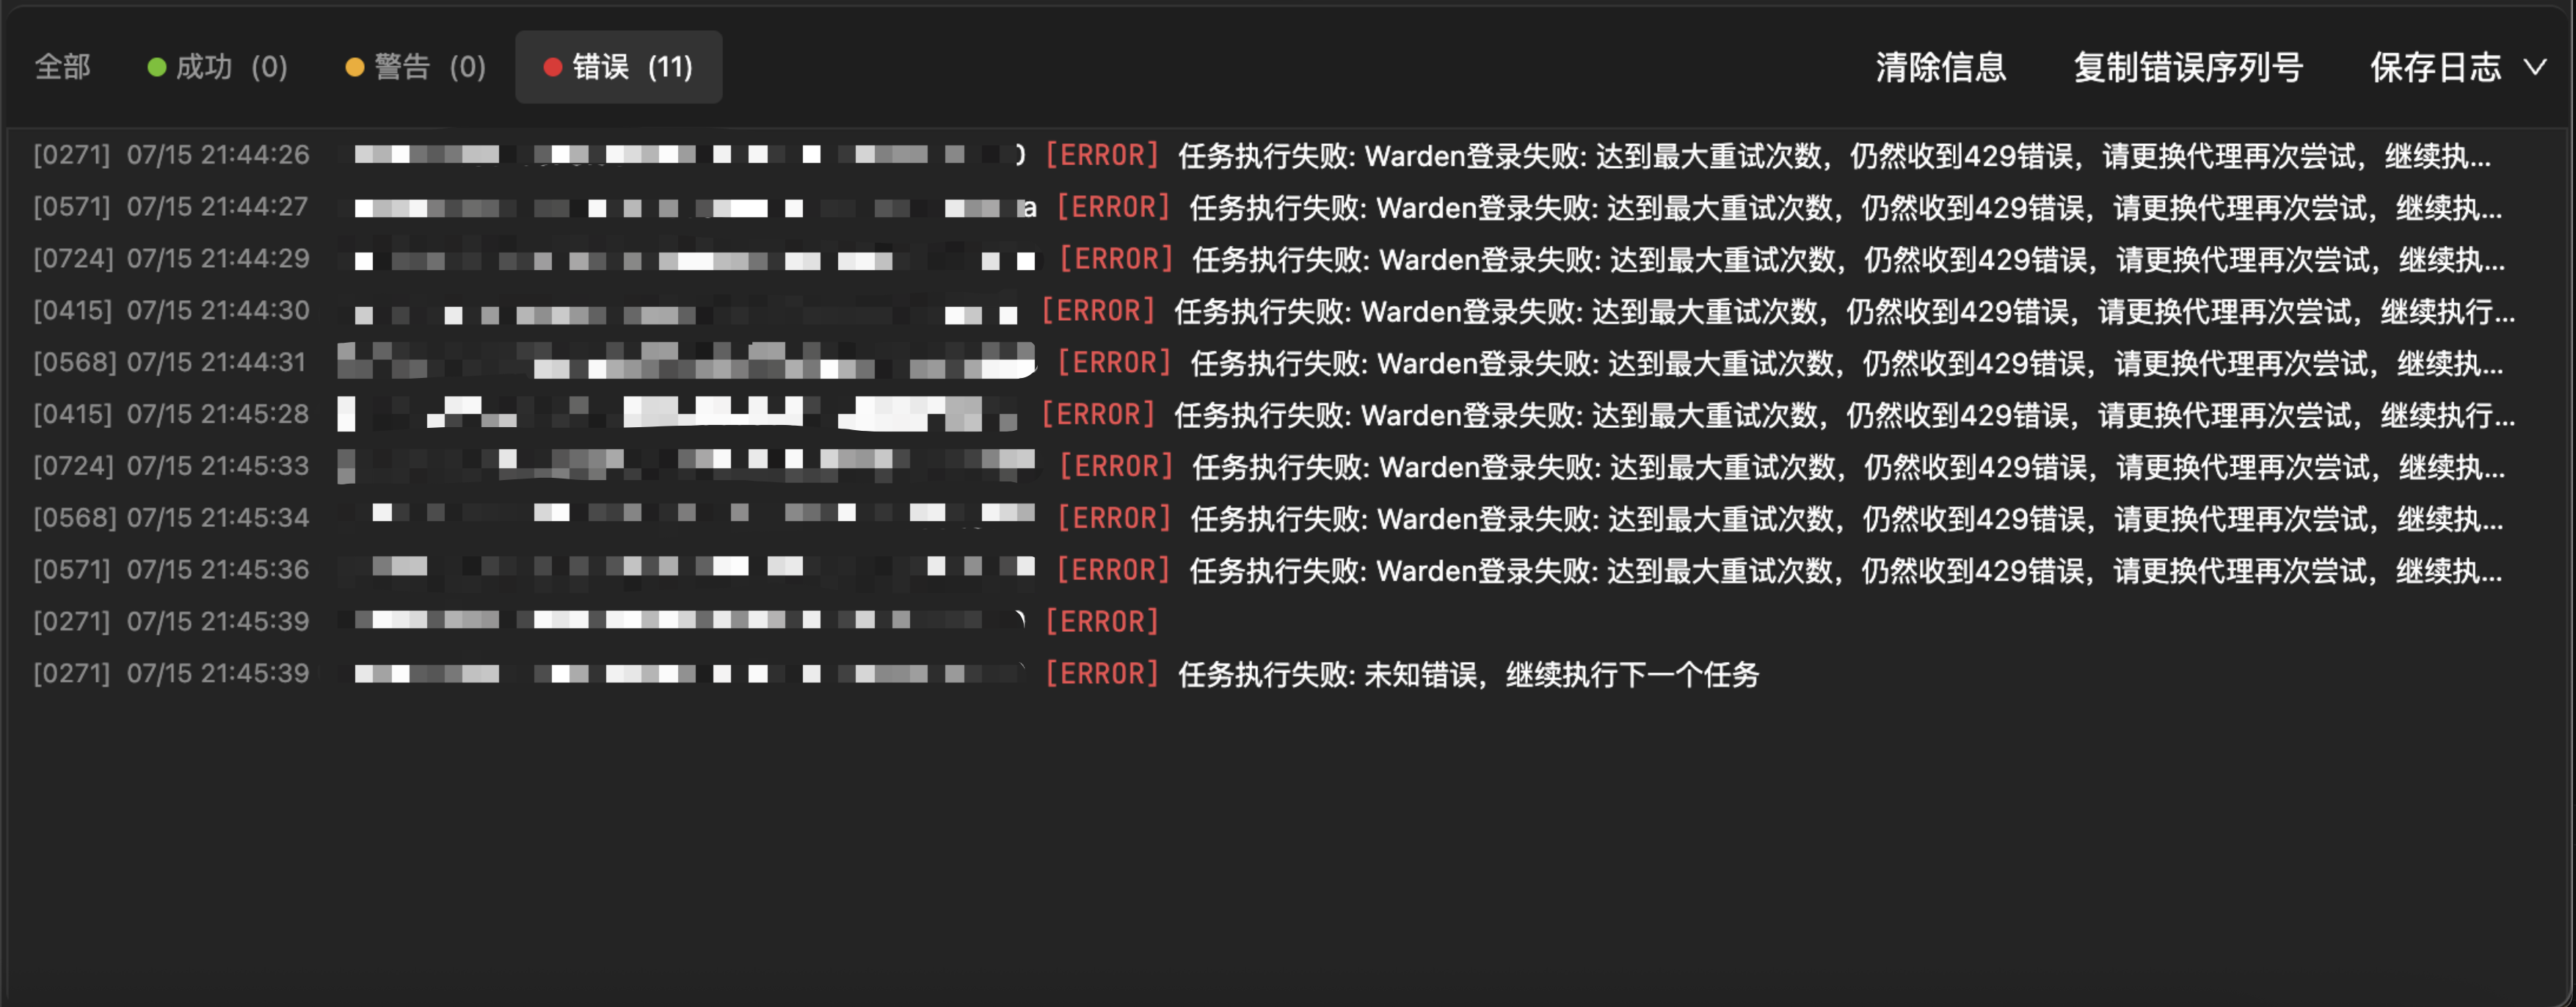 全部 成功 (0) 警告 (0) 错误 (11) 清除信息 复制错误序列号 保存日志
[0271] 07/15 21:44:26 [ERROR] 任务执行失败: Warden登录失败: 达到最大重试次数，仍然收到429错误，请更换代理再次尝试，继续执...
[0571] 07/15 21:44:27 a [ERROR] 任务执行失败: Warden登录失败: 达到最大重试次数，仍然收到429错误，请更换代理再次尝试，继续执...
[0724] 07/15 21:44:29 [ERROR] 任务执行失败: Warden登录失败: 达到最大重试次数，仍然收到429错误，请更换代理再次尝试，继续执...
[0415] 07/15 21:44:30 [ERROR] 任务执行失败: Warden登录失败: 达到最大重试次数，仍然收到429错误，请更换代理再次尝试，继续执行...
[0568] 07/15 21:44:31 [ERROR] 任务执行失败: Warden登录失败: 达到最大重试次数，仍然收到429错误，请更换代理再次尝试，继续执...
[0415] 07/15 21:45:28 [ERROR] 任务执行失败: Warden登录失败: 达到最大重试次数，仍然收到429错误，请更换代理再次尝试，继续执行...
[0724] 07/15 21:45:33 [ERROR] 任务执行失败: Warden登录失败: 达到最大重试次数，仍然收到429错误，请更换代理再次尝试，继续执...
[0568] 07/15 21:45:34 [ERROR] 任务执行失败: Warden登录失败: 达到最大重试次数，仍然收到429错误，请更换代理再次尝试，继续执...
[0571] 07/15 21:45:36 [ERROR] 任务执行失败: Warden登录失败: 达到最大重试次数，仍然收到429错误，请更换代理再次尝试，继续执...
[0271] 07/15 21:45:39 [ERROR]
[0271] 07/15 21:45:39 [ERROR] 任务执行失败: 未知错误，继续执行下一个任务